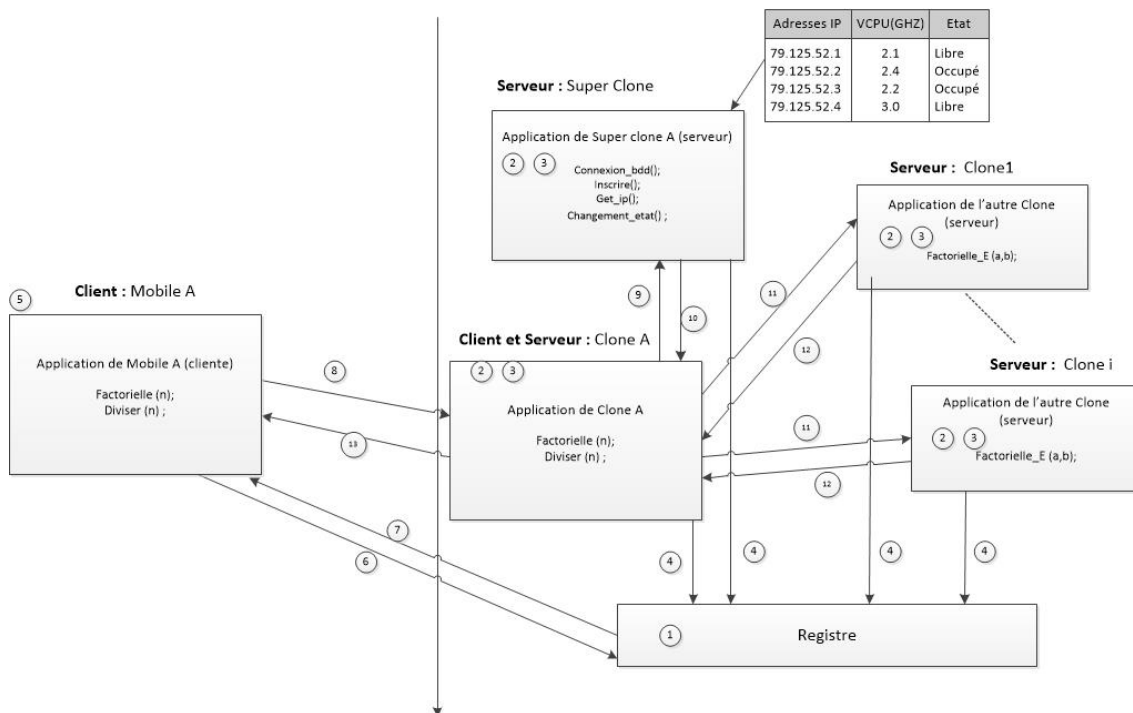 Adresses IP VCPU(GHZ) Etat
79.125.52.1 2.1 Libre
79.125.52.2 2.4 Occupé
79.125.52.3 2.2 Occupé
79.125.52.4 3.0 Libre
Serveur : Super Clone
Application de Super clone A (serveur)
2 3
Connexion_bdd();
Inscrire();
Get_ip();
Changement_etat() ;
Serveur : Clone1
Application de l'autre Clone
(serveur)
2 3
Factorielle_E (a,b);
5
Client : Mobile A
Application de Mobile A (cliente)
Factorielle (n);
Diviser (n) ;
9
10
11
12
8
13
Client et Serveur : Clone A
2 3
Application de Clone A
Factorielle (n);
Diviser (n) ;
Serveur : Clone i
Application de l'autre Clone
(serveur)
2 3
Factorielle_E (a,b);
11
12
7
6
4
4
4
4
1
Registre